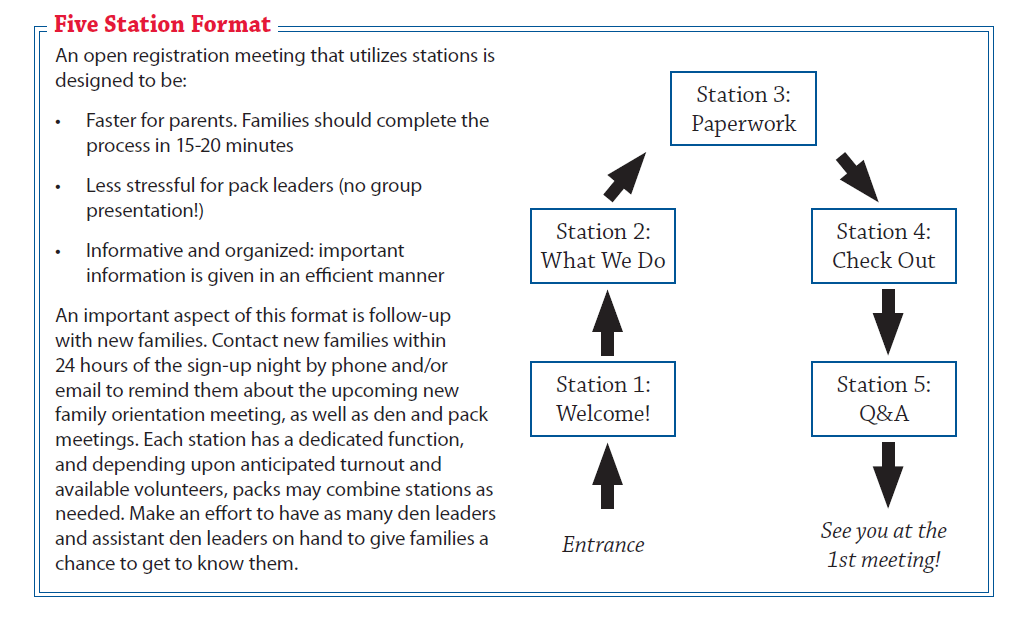 Five Station Format
An open registration meeting that utilizes stations is
designed to be:
• Faster for parents. Families should complete the
process in 15-20 minutes
• Less stressful for pack leaders (no group
presentation!)
• Informative and organized: important
information is given in an efficient manner
An important aspect of this format is follow-up
with new families. Contact new families within
24 hours of the sign-up night by phone and/or
email to remind them about the upcoming new
family orientation meeting, as well as den and pack
meetings. Each station has a dedicated function,
and depending upon anticipated turnout and
available volunteers, packs may combine stations as
needed. Make an effort to have as many den leaders
and assistant den leaders on hand to give families a
chance to get to know them.
Entrance
Station 1:
Welcome!
Station 2:
What We Do
Station 3:
Paperwork
Station 4:
Check Out
Station 5:
Q&A
See you at the
1st meeting!